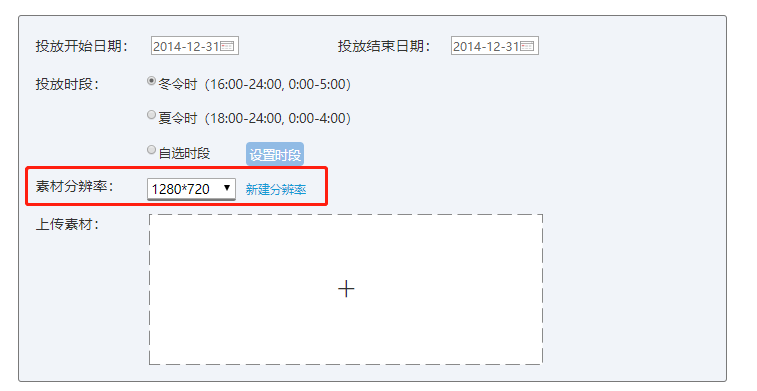 投放开始日期： 2014-12-31 投放结束日期： 2014-12-31
投放时段： 冬令时（16:00-24:00, 0:00-5:00）
夏令时（18:00-24:00, 0:00-4:00）
自选时段 设置时段
素材分辨率： 1280*720 新建分辨率
上传素材：